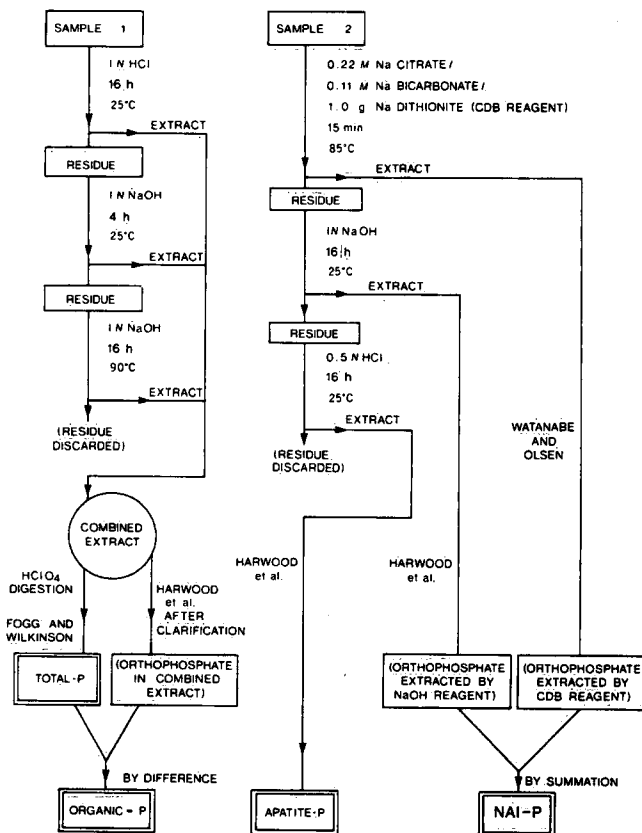 SAMPLE 1
1N HCl
16 h
25°C
EXTRACT
RESIDUE
1N NaOH
4 h
25°C
EXTRACT
RESIDUE
1N NaOH
16 h
90°C
EXTRACT
(RESIDUE
DISCARDED)
COMBINED
EXTRACT
HClO4
DIGESTION
FOGG AND
WILKINSON
HARWOOD
et al.
AFTER
CLARIFICATION
TOTAL-P
(ORTHOPHOSPHATE
IN COMBINED
EXTRACT)
BY DIFFERENCE
ORGANIC-P
SAMPLE 2
0.22 M Na CITRATE/
0.11 M Na BICARBONATE/
1.0 g Na DITHIONITE (CDB REAGENT)
15 min
85°C
EXTRACT
RESIDUE
1N NaOH
16 h
25°C
EXTRACT
RESIDUE
0.5 N HCl
16 h
25°C
EXTRACT
(RESIDUE
DISCARDED)
HARWOOD
et al.
HARWOOD
et al.
WATANABE
AND
OLSEN
(ORTHOPHOSPHATE
EXTRACTED BY
NaOH REAGENT)
(ORTHOPHOSPHATE
EXTRACTED BY
CDB REAGENT)
BY SUMMATION
APATITE-P
NAI-P